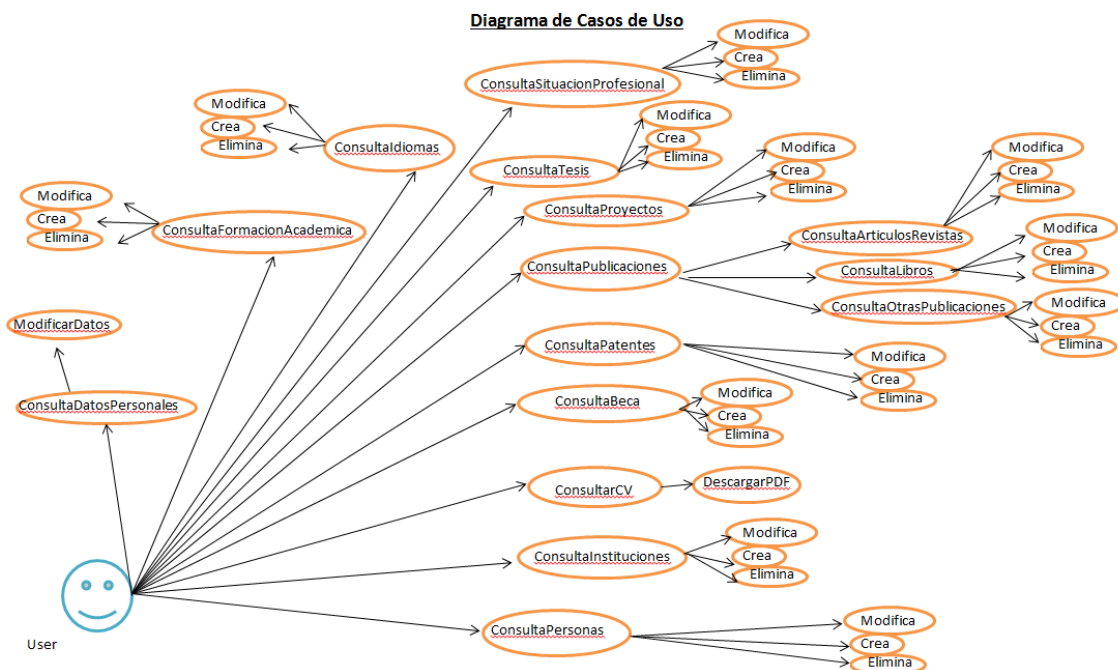 Diagrama de Casos de Uso
Modifica
Crea
Elimina
ConsultaSituacionProfesional
Modifica
Crea
Elimina
ConsultaIdiomas
Modifica
Crea
Elimina
ConsultaTesis
Modifica
Crea
Elimina
ConsultaProyectos
Modifica
Crea
Elimina
ConsultaFormacionAcademica
Modifica
Crea
Elimina
ConsultaArticulosRevistas
ConsultaPublicaciones
Modifica
Crea
Elimina
ConsultaLibros
ConsultaOtrasPublicaciones
Modifica
Crea
Elimina
ModificarDatos
ConsultaPatentes
Modifica
Crea
Elimina
ConsultaDatosPersonales
ConsultaBeca
Modifica
Crea
Elimina
ConsultarCV
DescargarPDF
ConsultaInstituciones
Modifica
Crea
Elimina
User
ConsultaPersonas
Modifica
Crea
Elimina